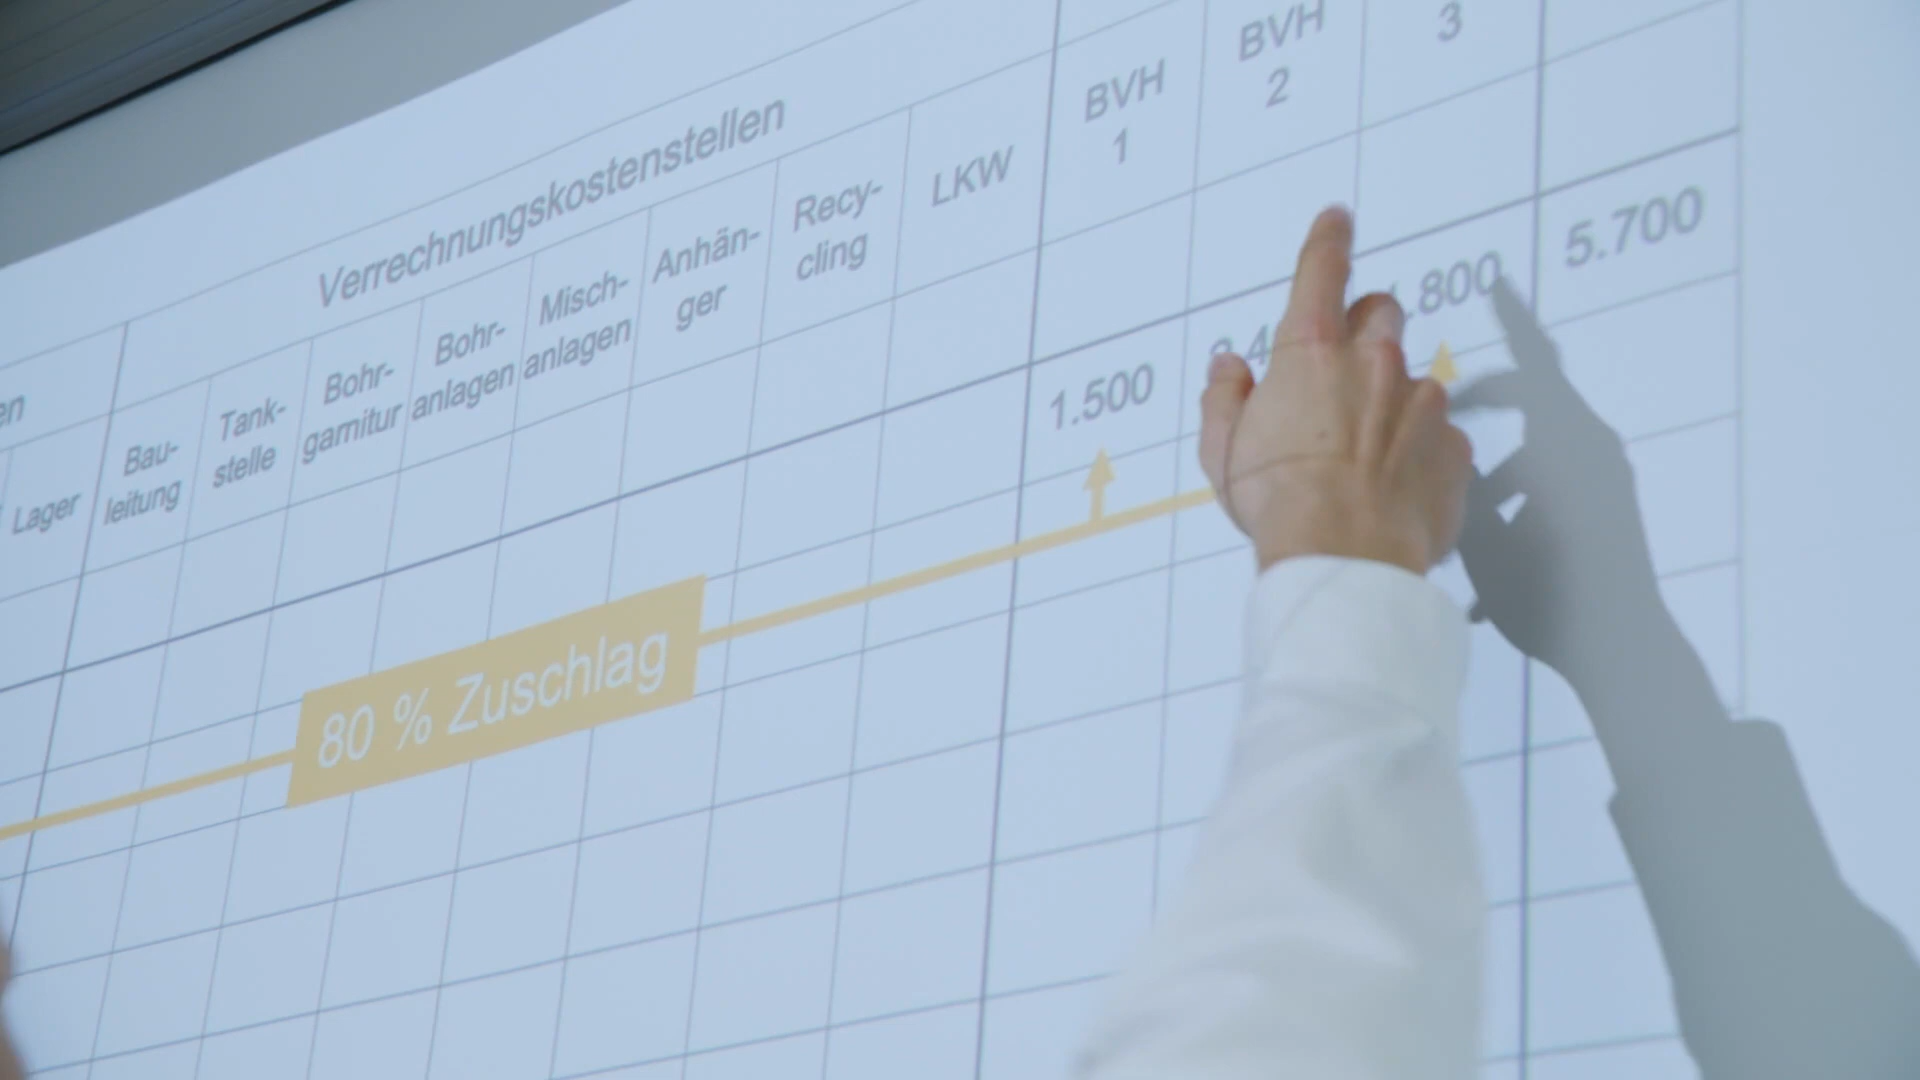 Verrechnungskostenstellen
en
Lager
Bau-
leitung
Tank-
stelle
Bohr-
garnitur
Bohr-
anlagen
Misch-
anlagen
Anhän-
ger
Recy-
cling
LKW
BVH
1
BVH
2
3
1.500
.800
5.700
80 % Zuschlag